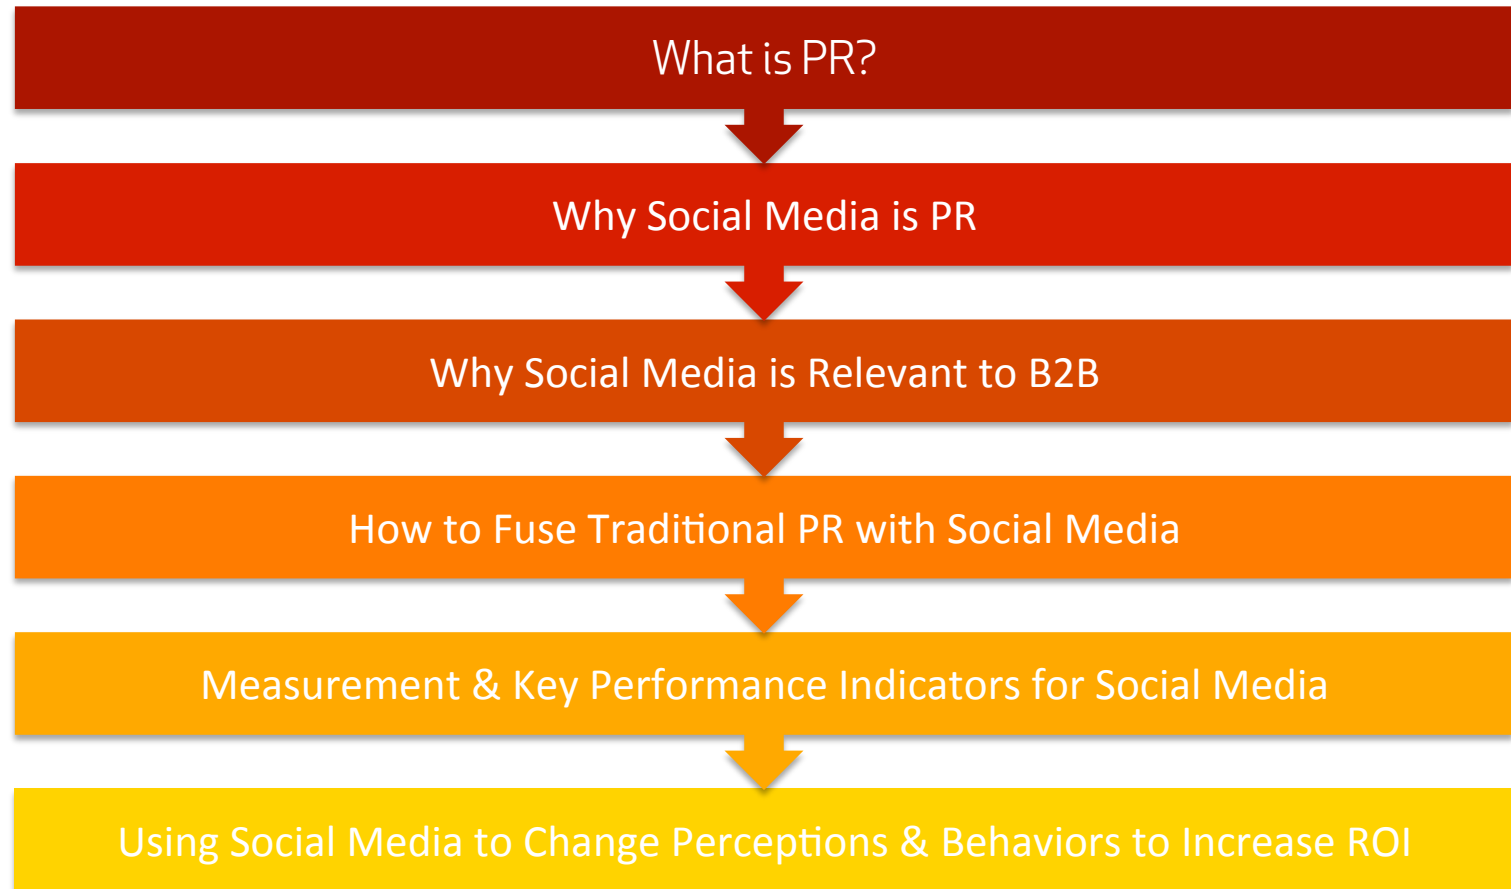 What is PR?
Why Social Media is PR
Why Social Media is Relevant to B2B
How to Fuse Traditional PR with Social Media
Measurement & Key Performance Indicators for Social Media
Using Social Media to Change Perceptions & Behaviors to Increase ROI